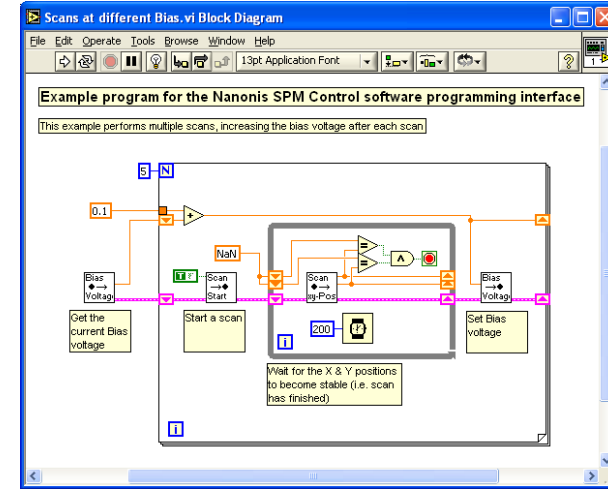 Scans at different Bias.vi Block Diagram
File Edit Operate Tools Browse Window Help
13pt Application Font
?
1
Example program for the Nanonis SPM Control software programming interface
This example performs multiple scans, increasing the bias voltage after each scan
5 N
0.1
+
NaN
=
=
∧
T F
Bias
Voltag
Scan
Start
Scan
xy-Pos
Bias
Voltag
Get the
current Bias
voltage
Start a scan
i
200
Set Bias
voltage
Wait for the X & Y positions
to become stable (i.e. scan
has finished)
i